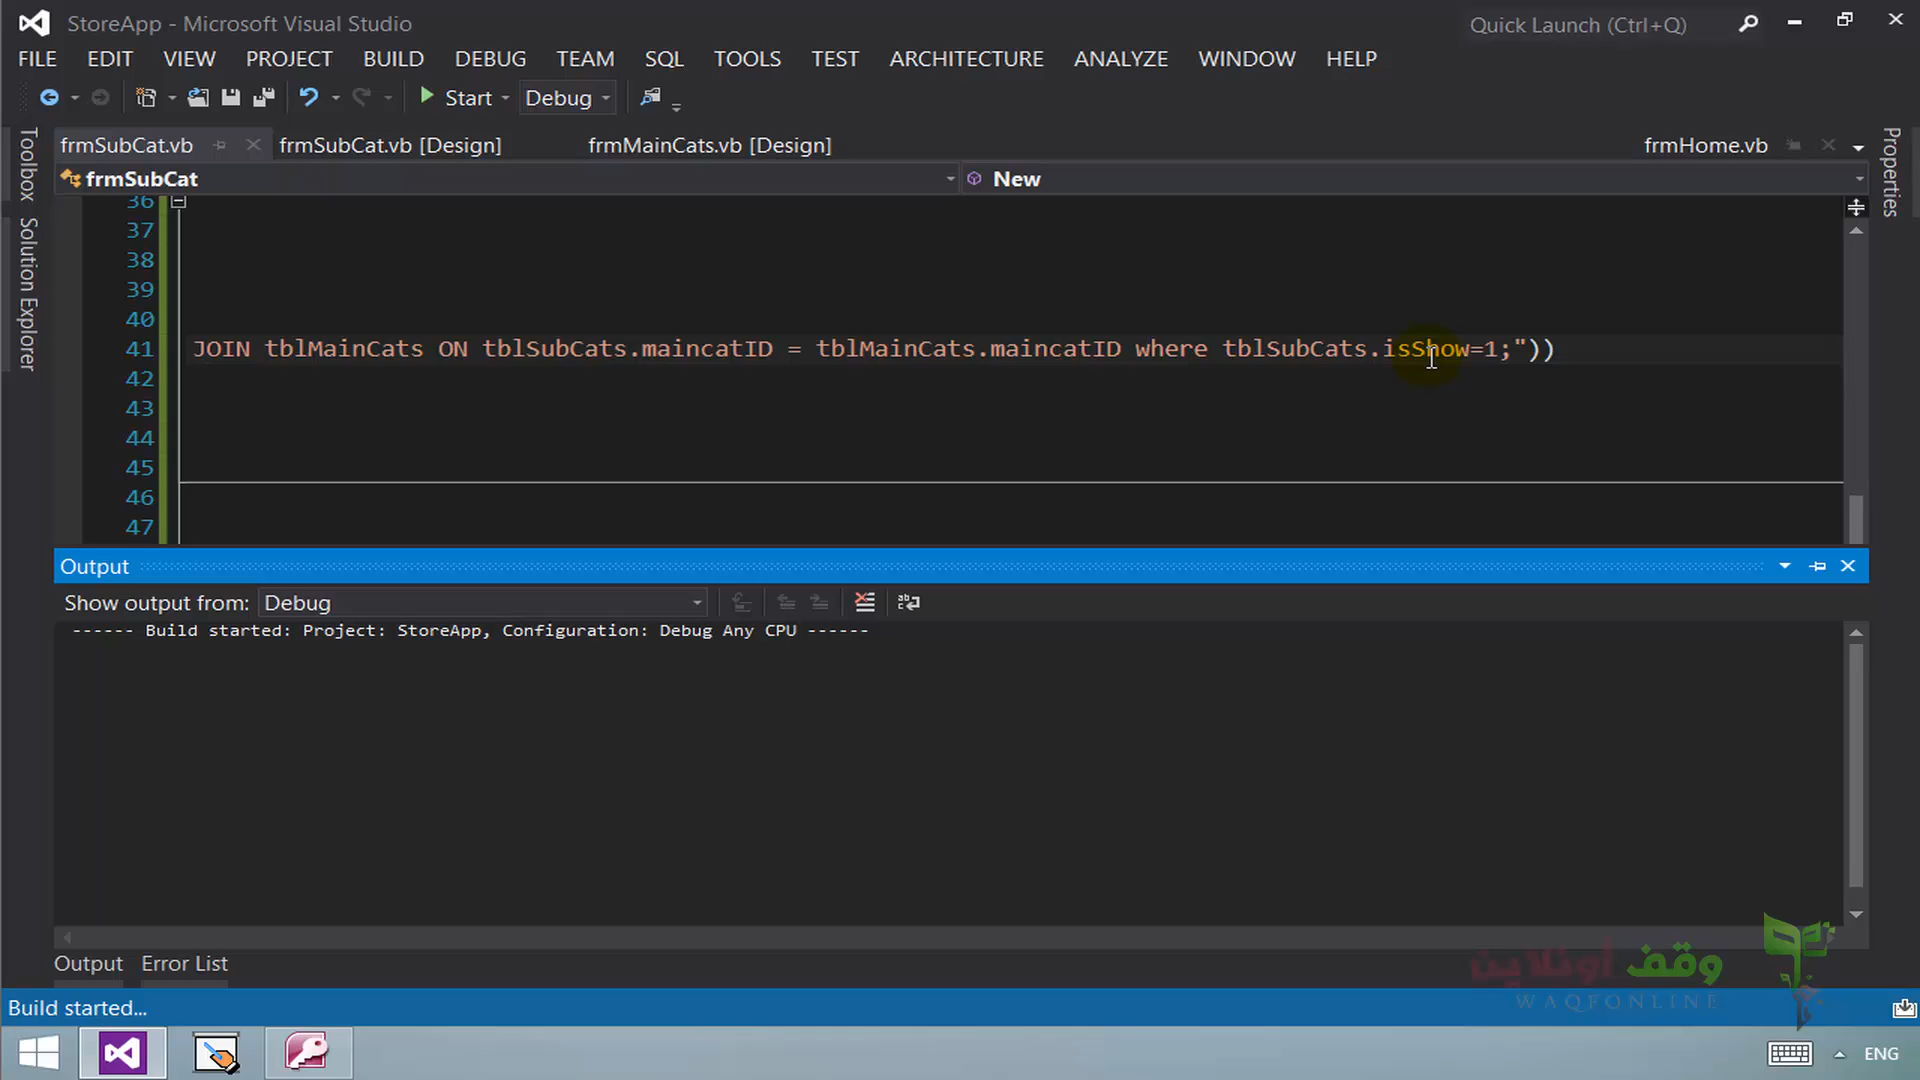 StoreApp - Microsoft Visual Studio
Quick Launch (Ctrl+Q)
FILE EDIT VIEW PROJECT BUILD DEBUG TEAM SQL TOOLS TEST ARCHITECTURE ANALYZE WINDOW HELP
Start Debug
frmSubCat.vb frmSubCat.vb [Design] frmMainCats.vb [Design] frmHome.vb
frmSubCat New
Toolbox
Solution Explorer
Properties
36
37
38
39
40
41 JOIN tblMainCats ON tblSubCats.maincatID = tblMainCats.maincatID where tblSubCats.isShow=1;"))
42
43
44
45
46
47
Output
Show output from: Debug
------ Build started: Project: StoreApp, Configuration: Debug Any CPU ------
Output Error List
وقف أونلاين
WAQFONLINE
Build started...
ENG